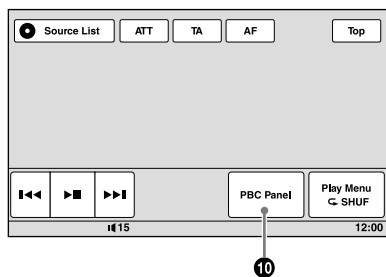 Source List ATT TA AF Top
PBC Panel
Play Menu
SHUF
15 12:00
10